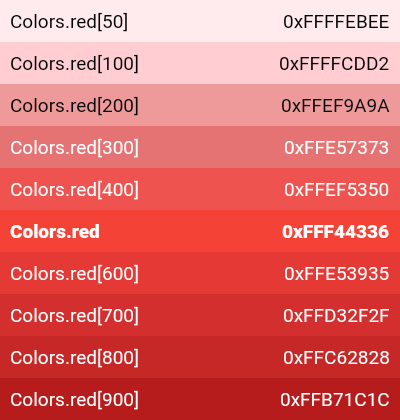 Colors.red[50] 0xFFFFEBEE
Colors.red[100] 0xFFFFCDD2
Colors.red[200] 0xFFEF9A9A
Colors.red[300] 0xFFE57373
Colors.red[400] 0xFFEF5350
Colors.red 0xFFF44336
Colors.red[600] 0xFFE53935
Colors.red[700] 0xFFD32F2F
Colors.red[800] 0xFFC62828
Colors.red[900] 0xFFB71C1C